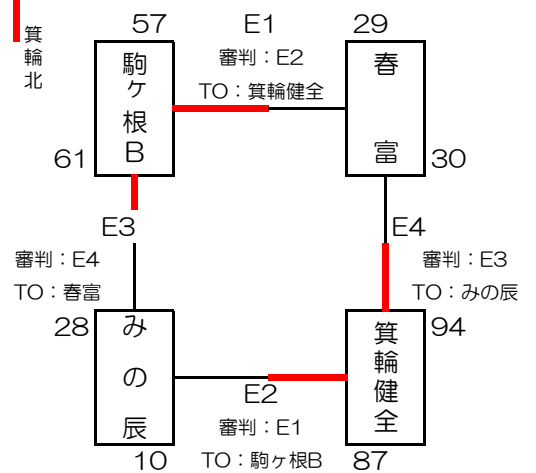 箕輪北
57
E1
29
審判：E2
TO：箕輪健全
駒ヶ根B
春富
61
30
E3
E4
審判：E4
TO：春富
審判：E3
TO：みの辰
28
みの辰
箕輪健全
94
E2
審判：E1
10
TO：駒ヶ根B
87